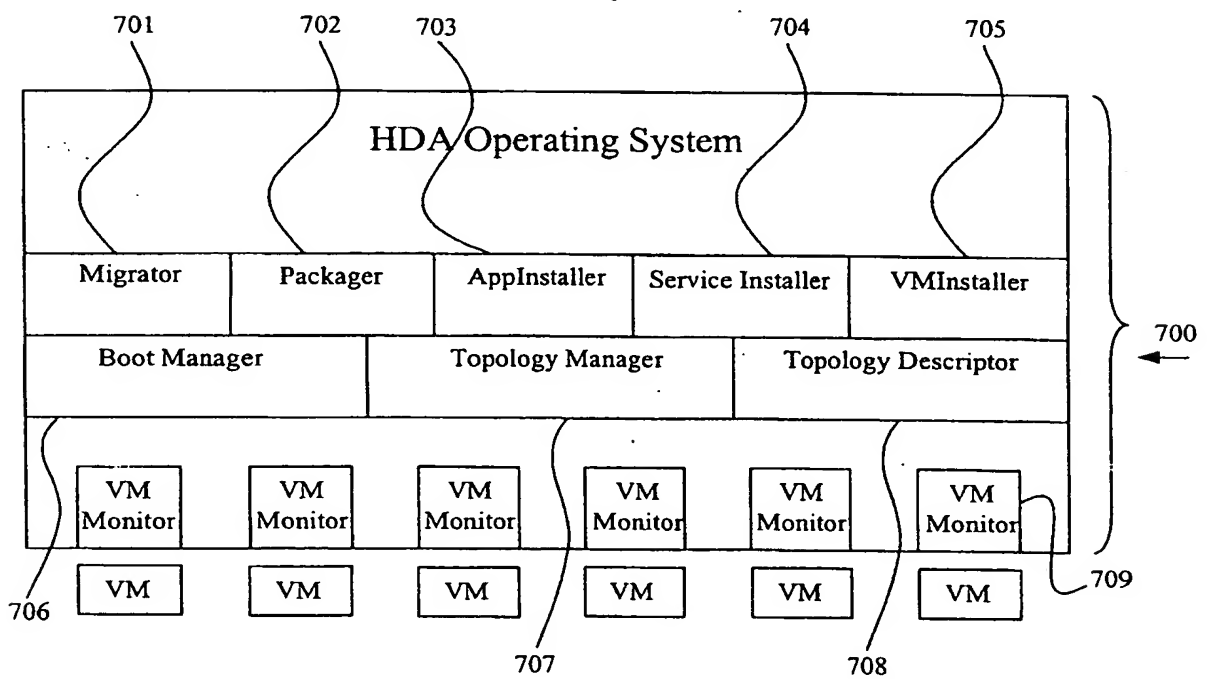 701 702 703 704 705
HDA Operating System
Migrator Packager AppInstaller Service Installer VMInstaller
700
Boot Manager Topology Manager Topology Descriptor
VM VM VM VM VM VM
Monitor Monitor Monitor Monitor Monitor Monitor
VM VM VM VM VM VM
709
706
707 708